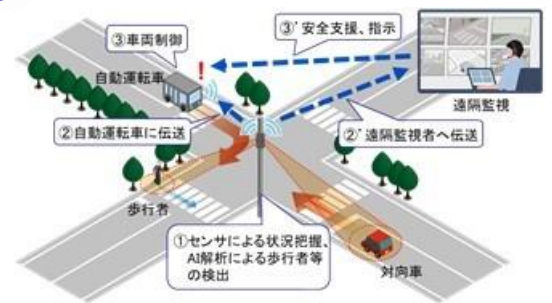 ③車両制御
③’安全支援、指示
自動運転車
!
遠隔監視
②自動運転車に伝送
②’遠隔監視者へ伝送
歩行者
①センサによる状況把握、
AI解析による歩行者等
の検出
対向車